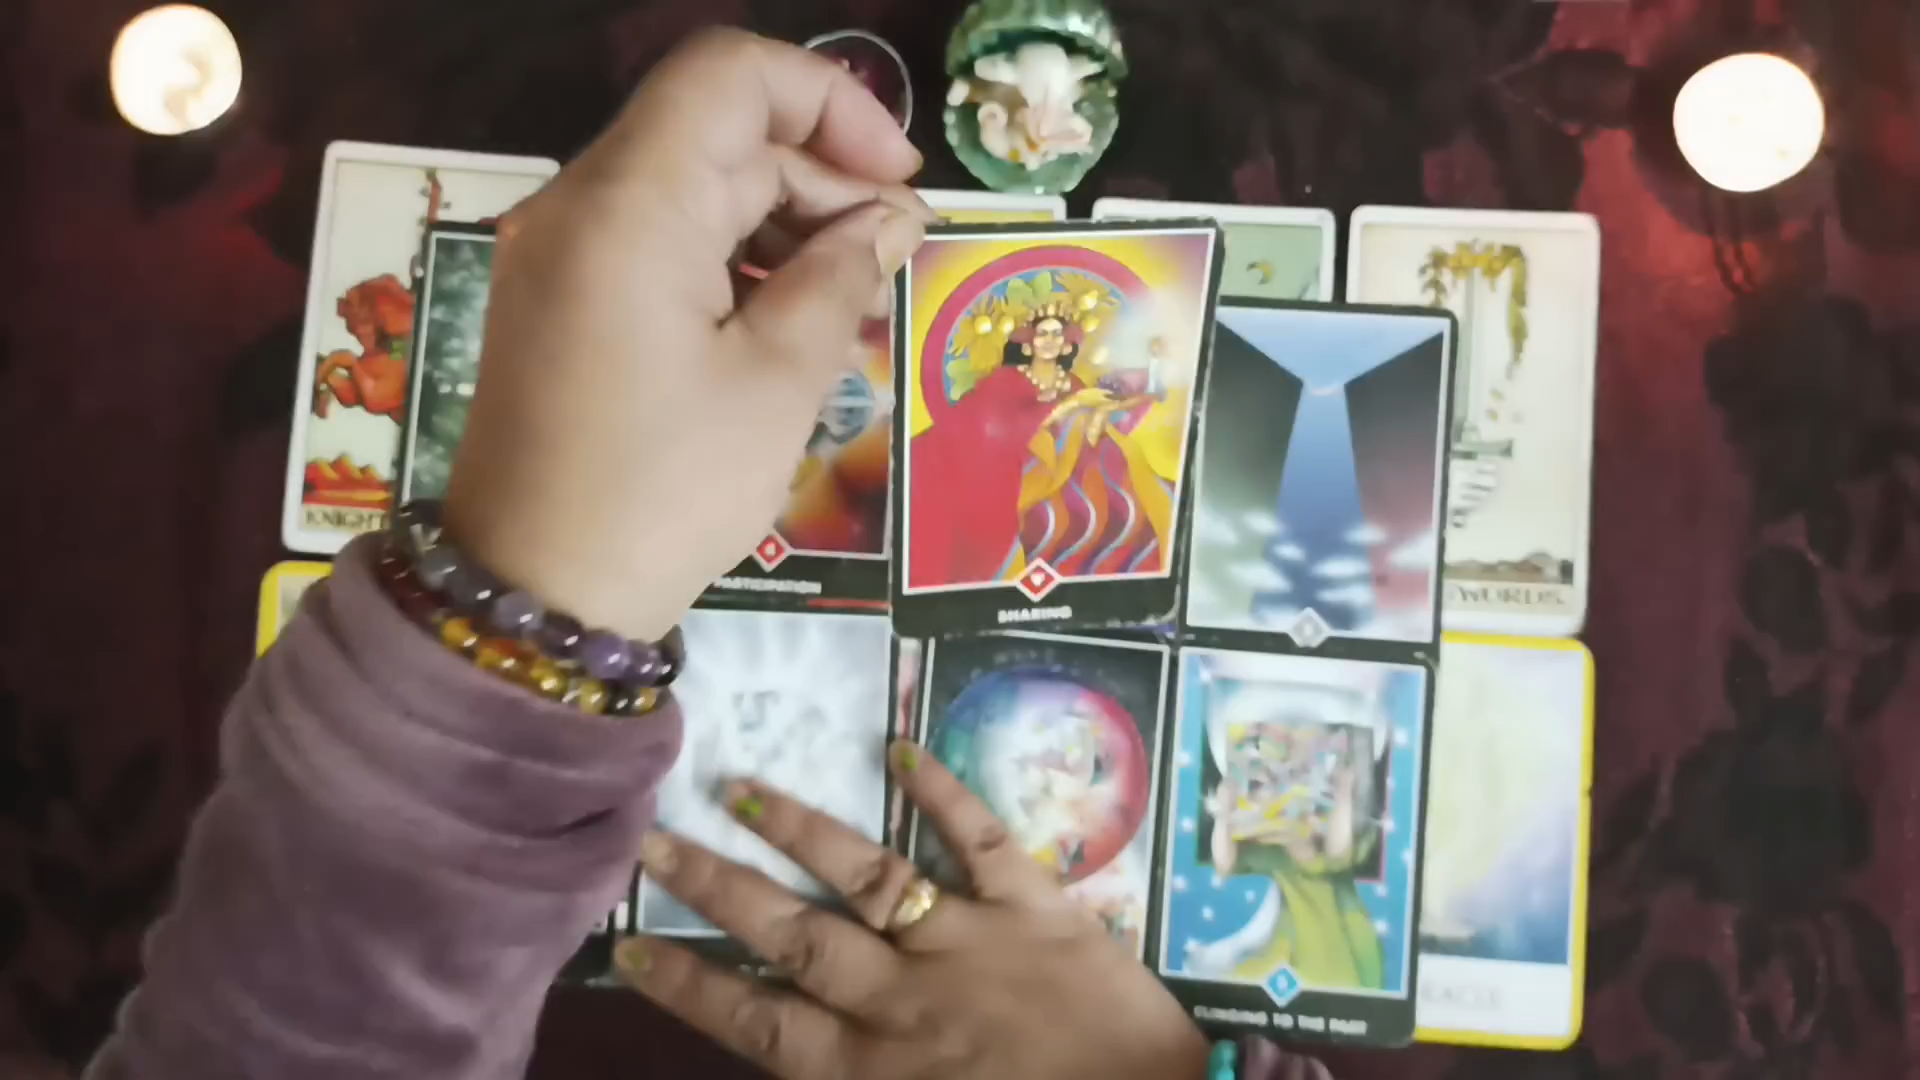 KNIGHT
PARTICIPATION
SHARING
SWORDS.
CLINGING TO THE PAST